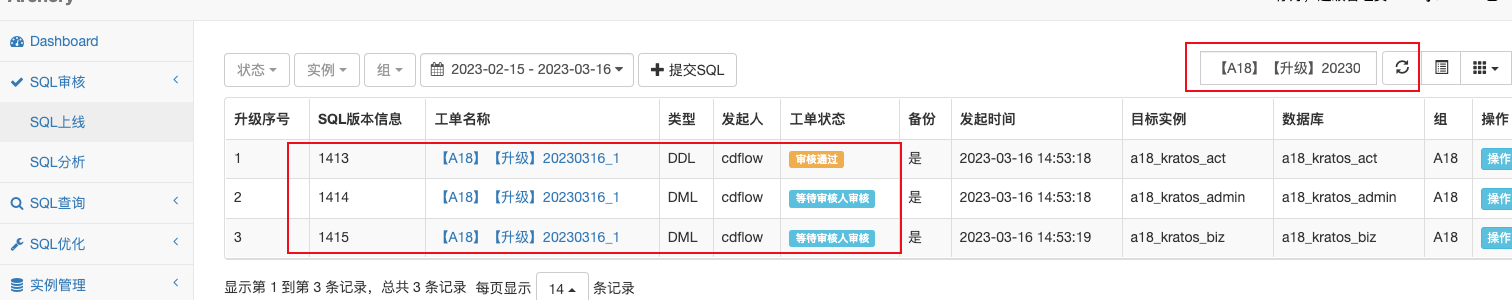 Dashboard
SQL审核
SQL上线
SQL分析
SQL查询
SQL优化
实例管理
状态 实例 组 2023-02-15 - 2023-03-16 提交SQL 【A18】【升级】20230
升级序号 SQL版本信息 工单名称 类型 发起人 工单状态 备份 发起时间 目标实例 数据库 组 操作
1 1413 【A18】【升级】20230316_1 DDL cdflow 审核通过 是 2023-03-16 14:53:18 a18_kratos_act a18_kratos_act A18 操作
2 1414 【A18】【升级】20230316_1 DML cdflow 等待审核人审核 是 2023-03-16 14:53:18 a18_kratos_admin a18_kratos_admin A18 操作
3 1415 【A18】【升级】20230316_1 DML cdflow 等待审核人审核 是 2023-03-16 14:53:19 a18_kratos_biz a18_kratos_biz A18 操作
显示第 1 到第 3 条记录，总共 3 条记录 每页显示 14 条记录